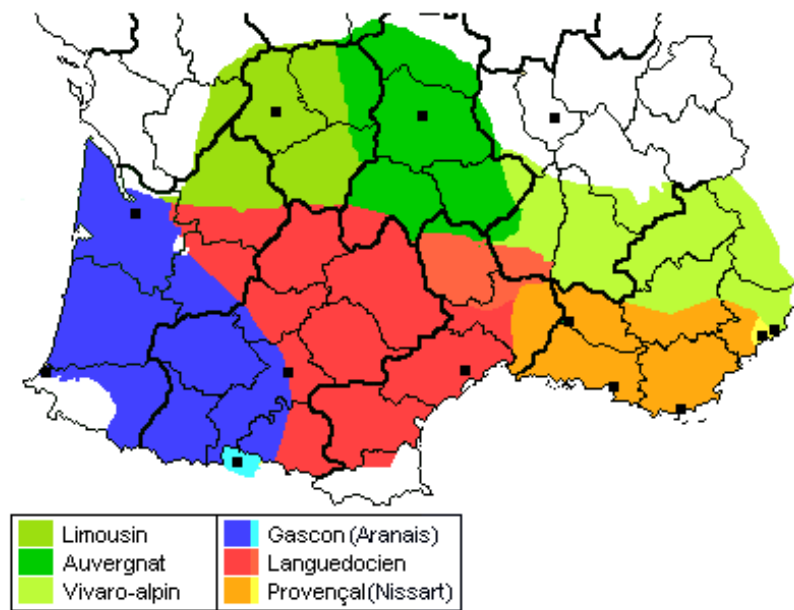 Limousin
Auvergnat
Vivaro-alpin
Gascon (Aranais)
Languedocien
Provençal(Nissart)